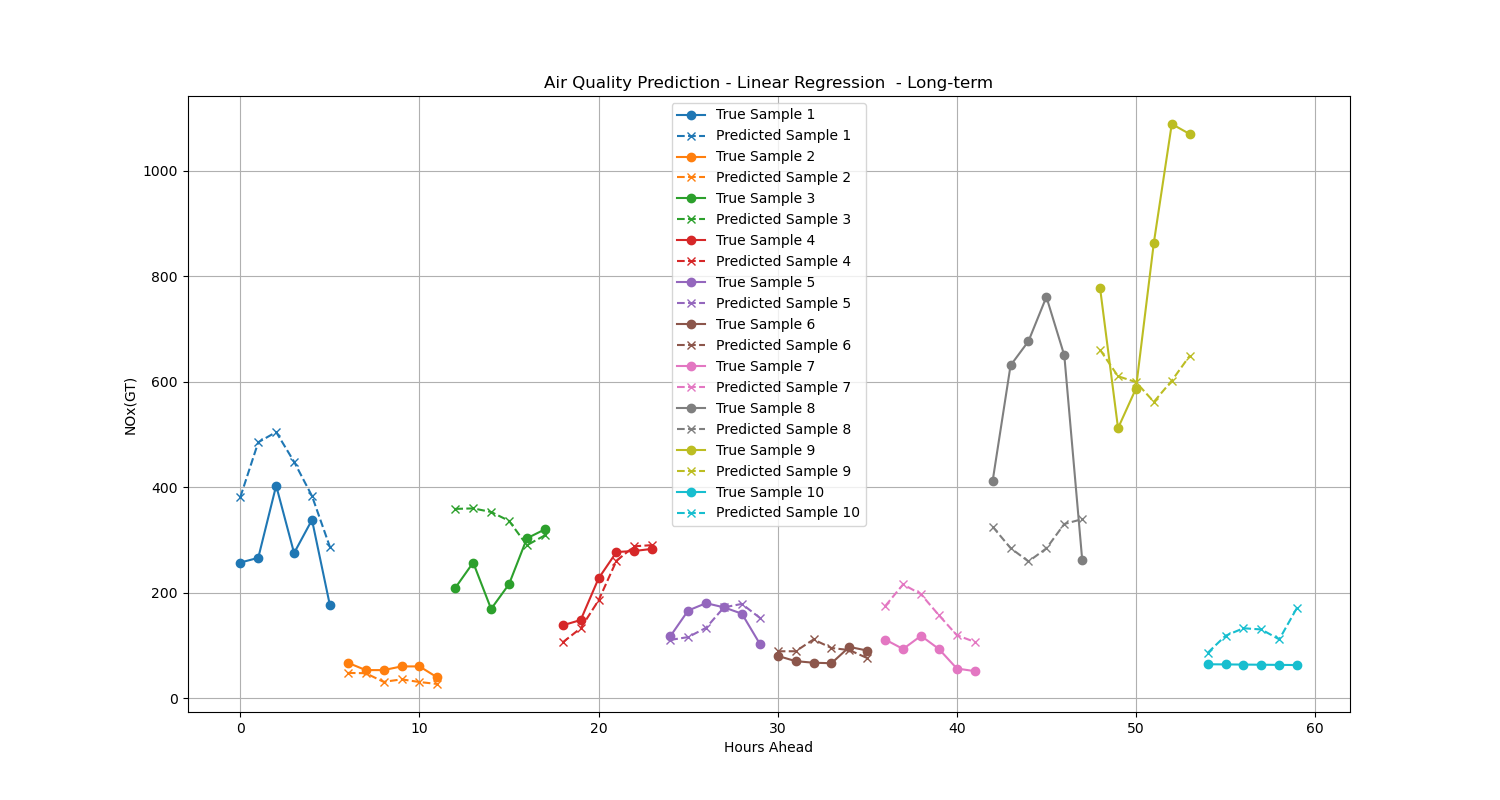 Air Quality Prediction - Linear Regression  - Long-term
True Sample 1
Predicted Sample 1
True Sample 2
Predicted Sample 2
True Sample 3
Predicted Sample 3
True Sample 4
Predicted Sample 4
True Sample 5
Predicted Sample 5
True Sample 6
Predicted Sample 6
True Sample 7
Predicted Sample 7
True Sample 8
Predicted Sample 8
True Sample 9
Predicted Sample 9
True Sample 10
Predicted Sample 10
NOx(GT)
1000
800
600
400
200
0
0 10 20 30 40 50 60
Hours Ahead